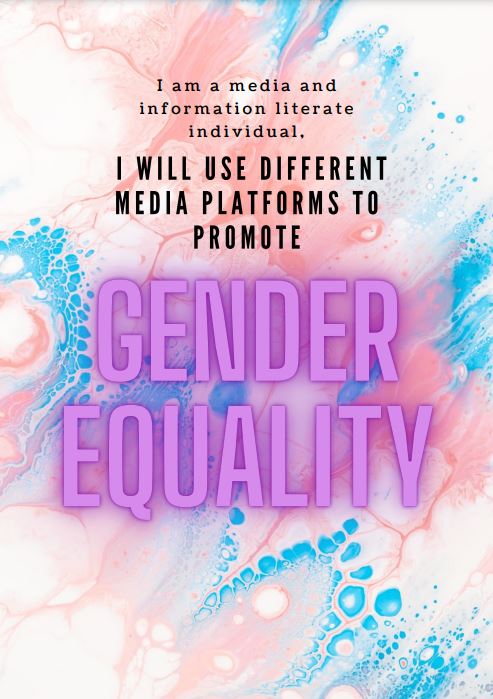 I am a media and
information literate
individual,
I WILL USE DIFFERENT
MEDIA PLATFORMS TO
PROMOTE
GENDER
EQUALITY